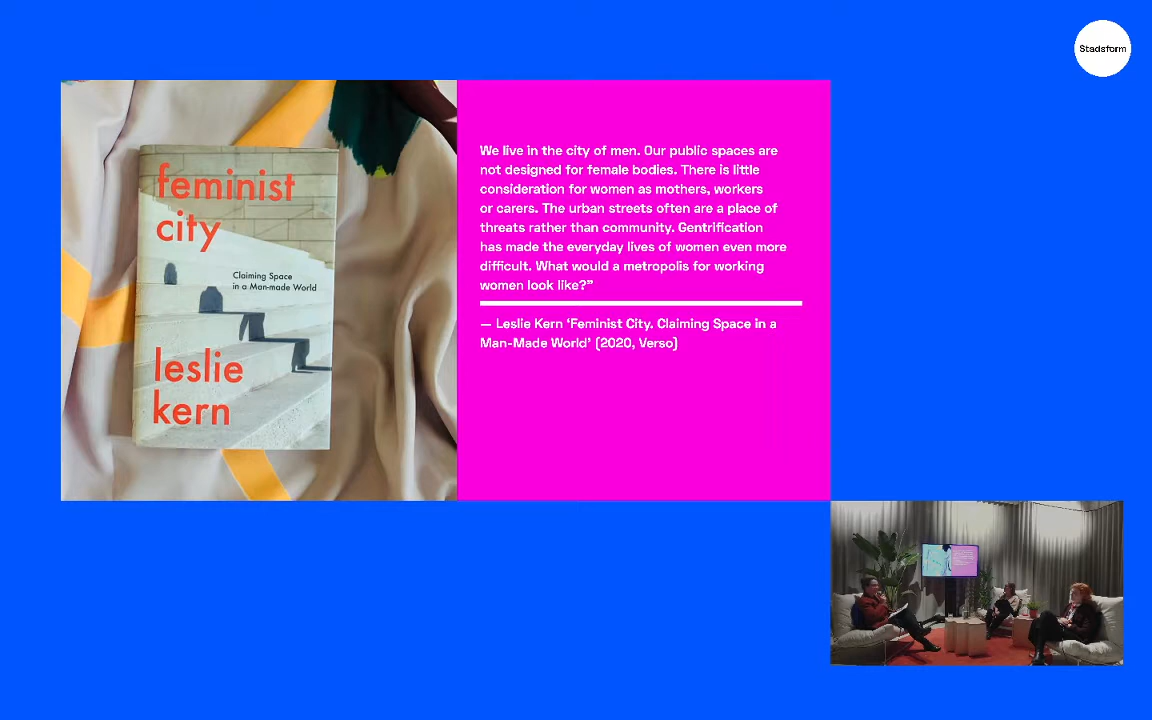 Stadsform
feminist
city
Claiming Space
in a Man-made World
leslie
kern
We live in the city of men. Our public spaces are
not designed for female bodies. There is little
consideration for women as mothers, workers
or carers. The urban streets often are a place of
threats rather than community. Gentrification
has made the everyday lives of women even more
difficult. What would a metropolis for working
women look like?”
— Leslie Kern ‘Feminist City. Claiming Space in a
Man-Made World’ (2020, Verso)